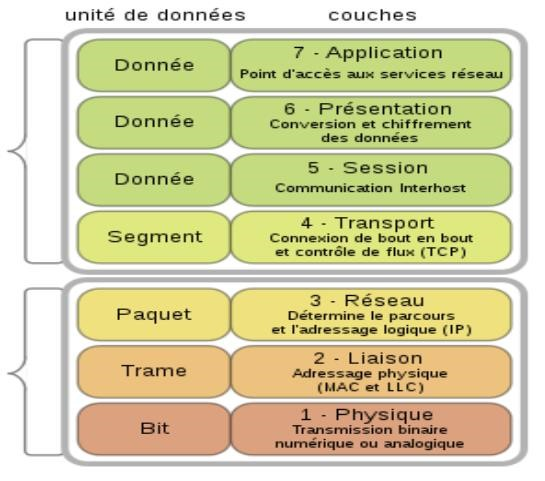 unité de données couches
Donnée
7 - Application
Point d'accès aux services réseau
Donnée
6 - Présentation
Conversion et chiffrement
des données
Donnée
5 - Session
Communication Interhost
Segment
4 - Transport
Connexion de bout en bout
et contrôle de flux (TCP)
Paquet
3 - Réseau
Détermine le parcours
et l'adressage logique (IP)
Trame
2 - Liaison
Adressage physique
(MAC et LLC)
Bit
1 - Physique
Transmission binaire
numérique ou analogique